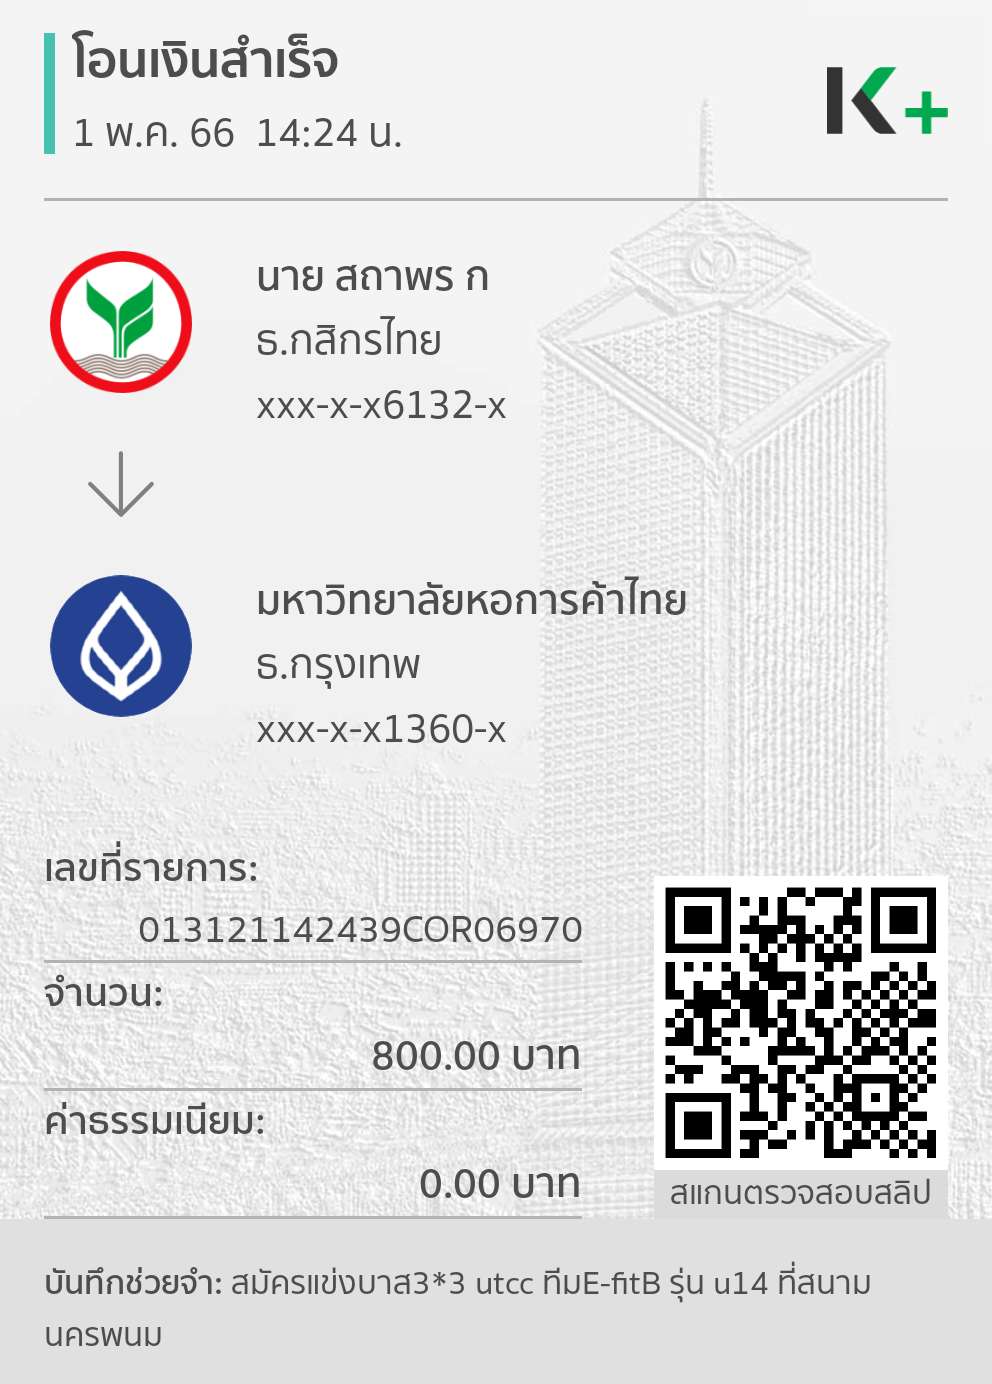 โอนเงินสำเร็จ
1 พ.ค. 66 14:24 น.
K+
นาย สถาพร ก
ธ.กสิกรไทย
xxx-x-x6132-x
มหาวิทยาลัยหอการค้าไทย
ธ.กรุงเทพ
xxx-x-x1360-x
เลขที่รายการ:
013121142439COR06970
จำนวน:
800.00 บาท
ค่าธรรมเนียม:
0.00 บาท
สแกนตรวจสอบสลิป
บันทึกช่วยจำ: สมัครแข่งบาส3*3 utcc ทีมE-fitB รุ่น u14 ที่สนาม
นครพนม